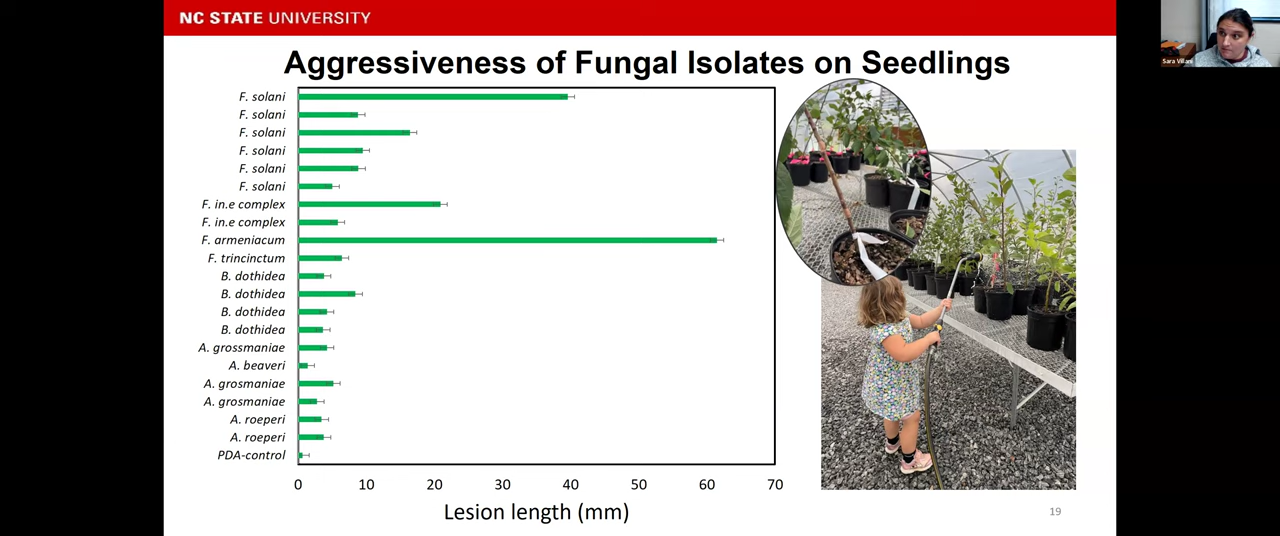 NC STATE UNIVERSITY
Aggressiveness of Fungal Isolates on Seedlings
Sara Villani
F. solani
F. solani
F. solani
F. solani
F. solani
F. solani
F. in.e complex
F. in.e complex
F. armeniacum
F. trincinctum
B. dothidea
B. dothidea
B. dothidea
B. dothidea
A. grossmaniae
A. beaveri
A. grosmaniae
A. grosmaniae
A. roeperi
A. roeperi
PDA-control
0 10 20 30 40 50 60 70
Lesion length (mm)
19